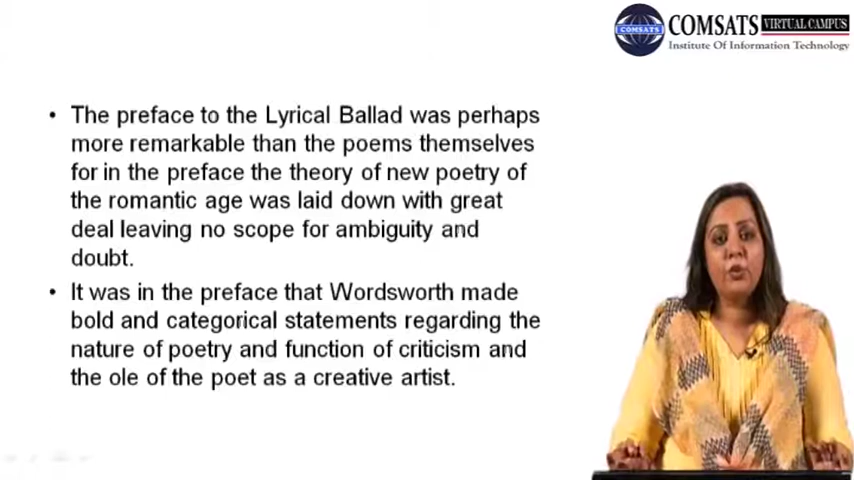 COMSATS VIRTUAL CAMPUS
Institute Of Information Technology
COMSATS
• The preface to the Lyrical Ballad was perhaps
more remarkable than the poems themselves
for in the preface the theory of new poetry of
the romantic age was laid down with great
deal leaving no scope for ambiguity and
doubt.
• It was in the preface that Wordsworth made
bold and categorical statements regarding the
nature of poetry and function of criticism and
the ole of the poet as a creative artist.